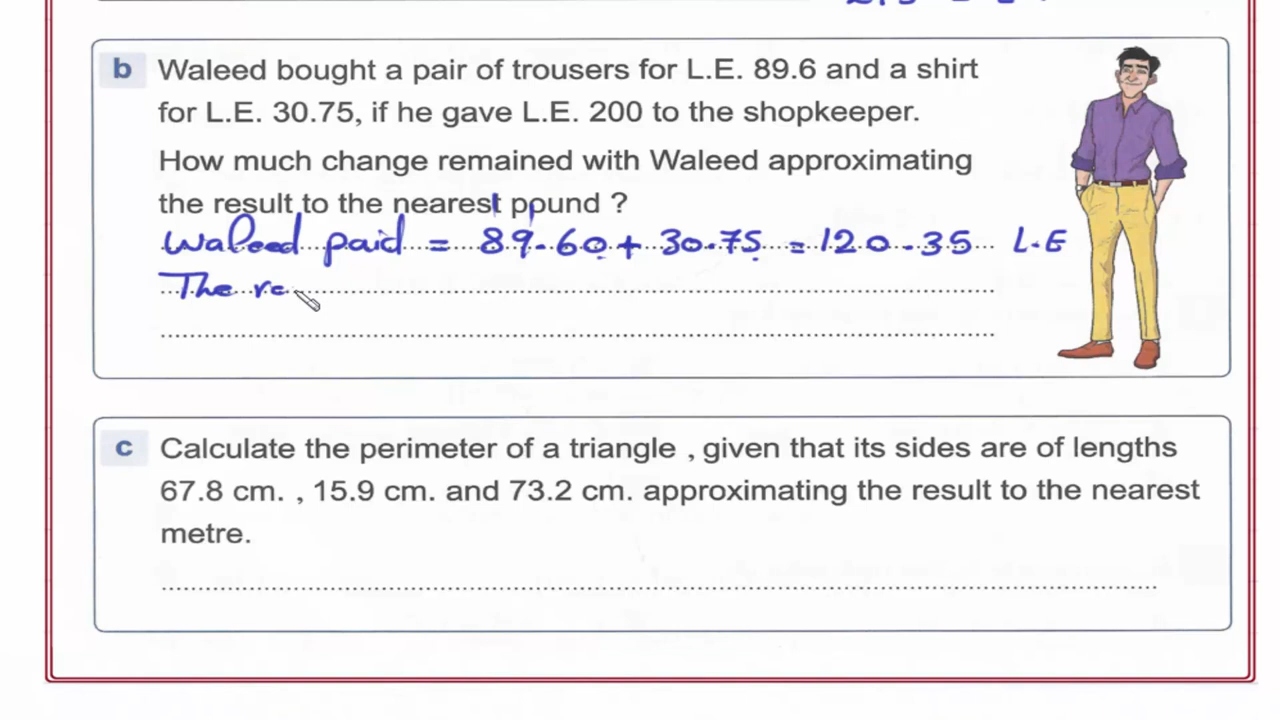 b Waleed bought a pair of trousers for L.E. 89.6 and a shirt
for L.E. 30.75, if he gave L.E. 200 to the shopkeeper.
How much change remained with Waleed approximating
the result to the nearest pound ?
Waleed paid = 89.60 + 30.75 = 120.35 L.E
The re
c Calculate the perimeter of a triangle , given that its sides are of lengths
67.8 cm. , 15.9 cm. and 73.2 cm. approximating the result to the nearest
metre.